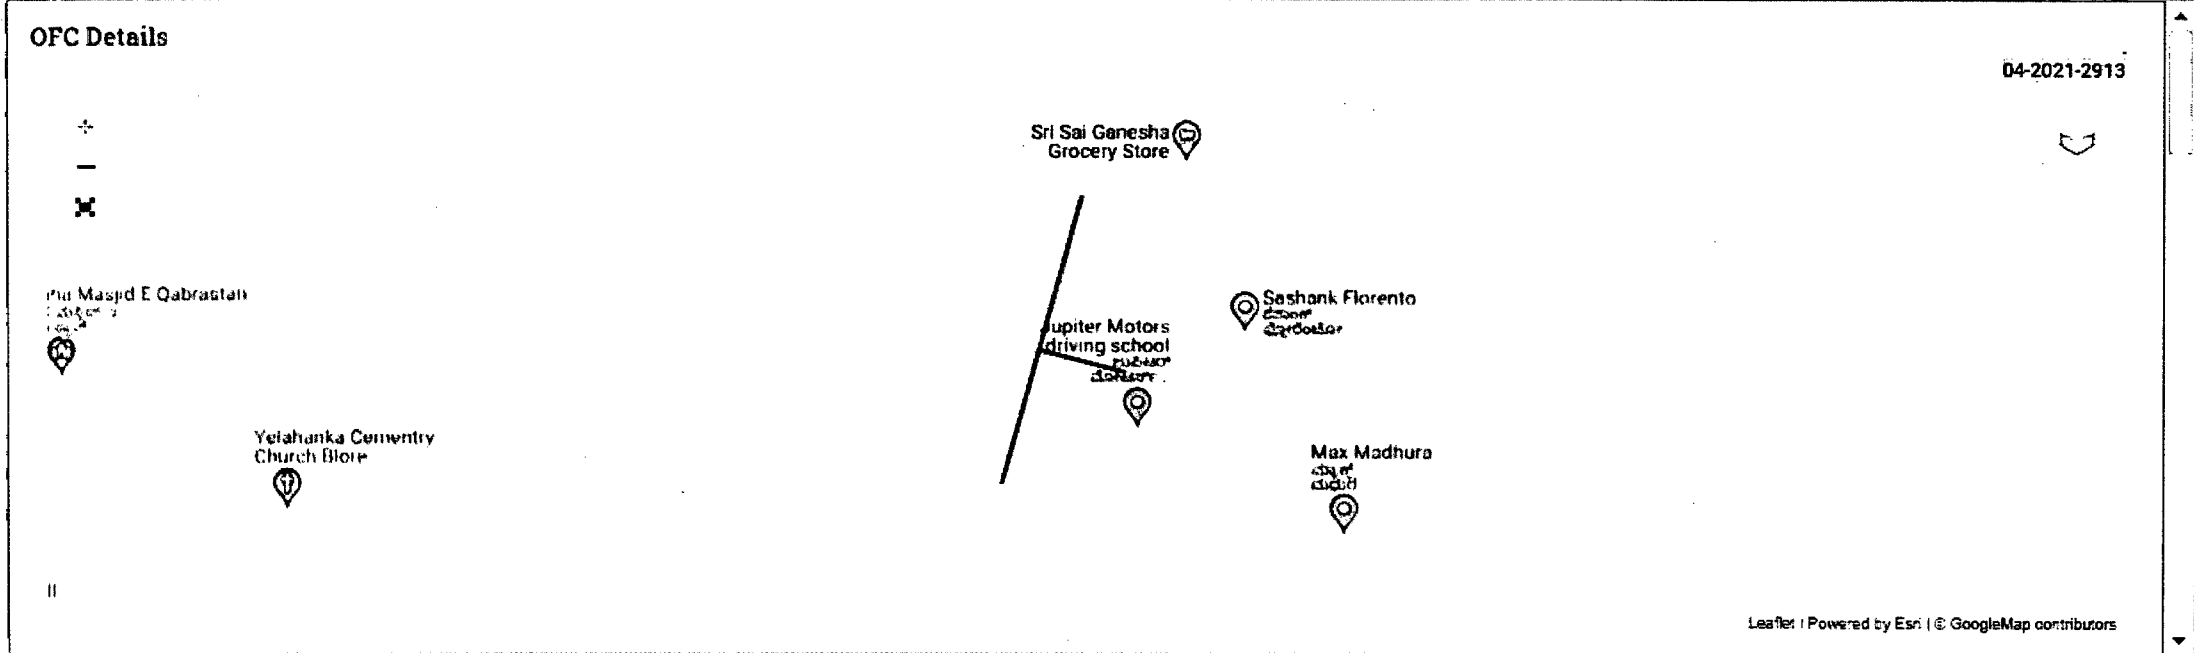 OFC Details
04-2021-2913
+
−
Sri Sai Ganesha
Grocery Store
Masjid E Qabrastan
Sashank Florento
Jupiter Motors
driving school
Yelahanka Cementry
Church Blore
Max Madhura
Leaflet | Powered by Esri | © GoogleMap contributors